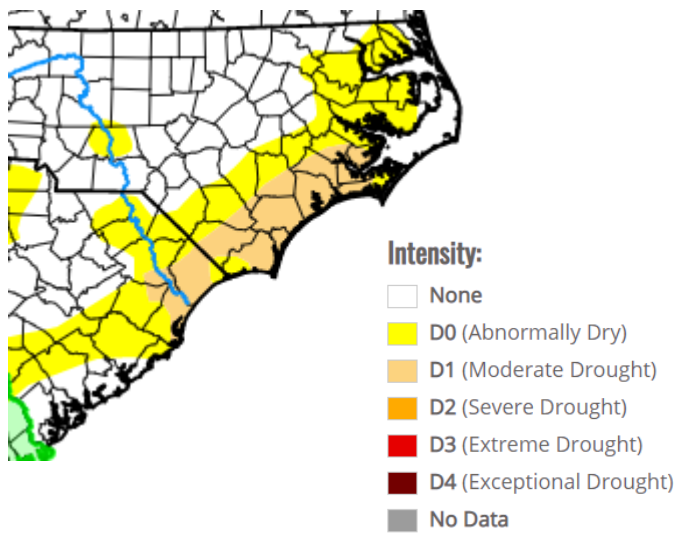 Intensity:
None
D0 (Abnormally Dry)
D1 (Moderate Drought)
D2 (Severe Drought)
D3 (Extreme Drought)
D4 (Exceptional Drought)
No Data